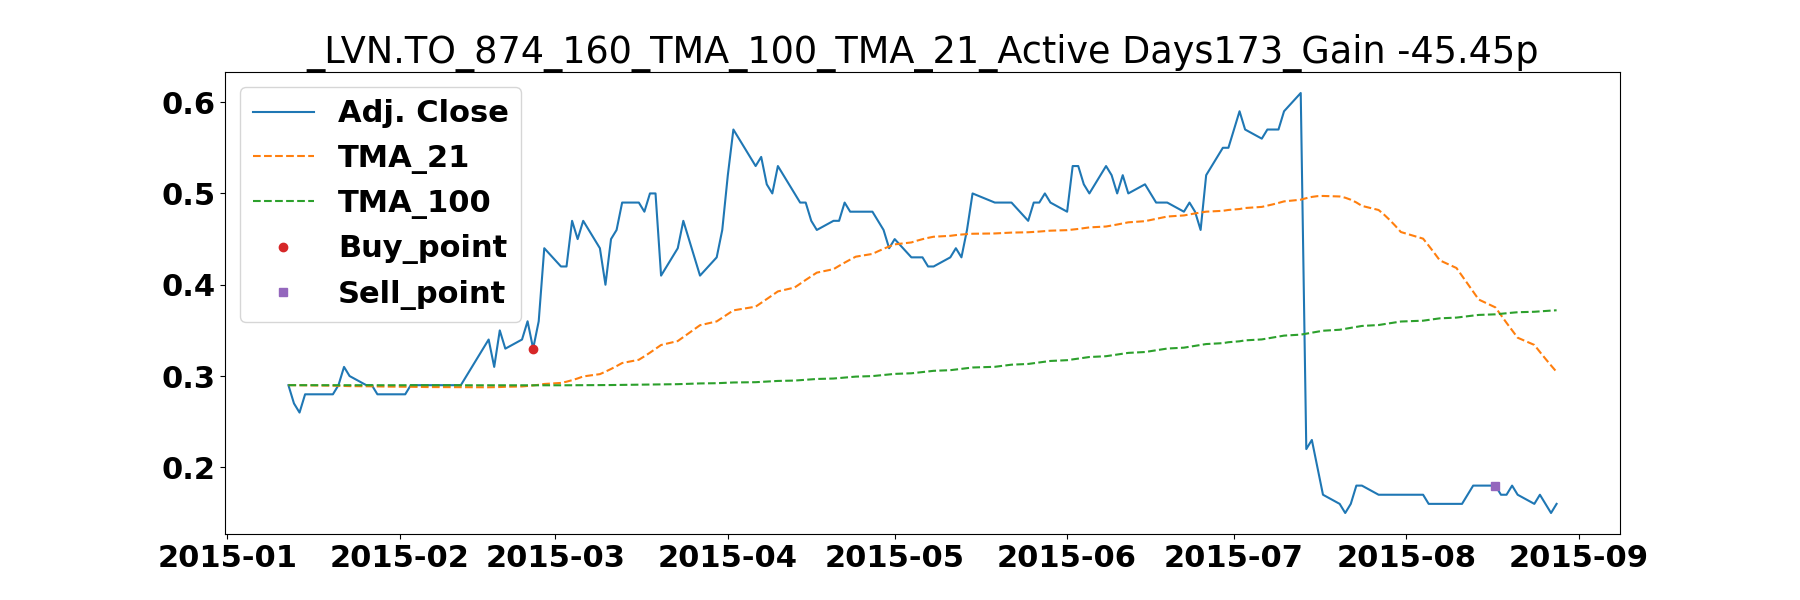 _LVN.TO_874_160_TMA_100_TMA_21_Active Days173_Gain -45.45p
Adj. Close
TMA_21
TMA_100
Buy_point
Sell_point
0.6
0.5
0.4
0.3
0.2
2015-01 2015-02 2015-03 2015-04 2015-05 2015-06 2015-07 2015-08 2015-09